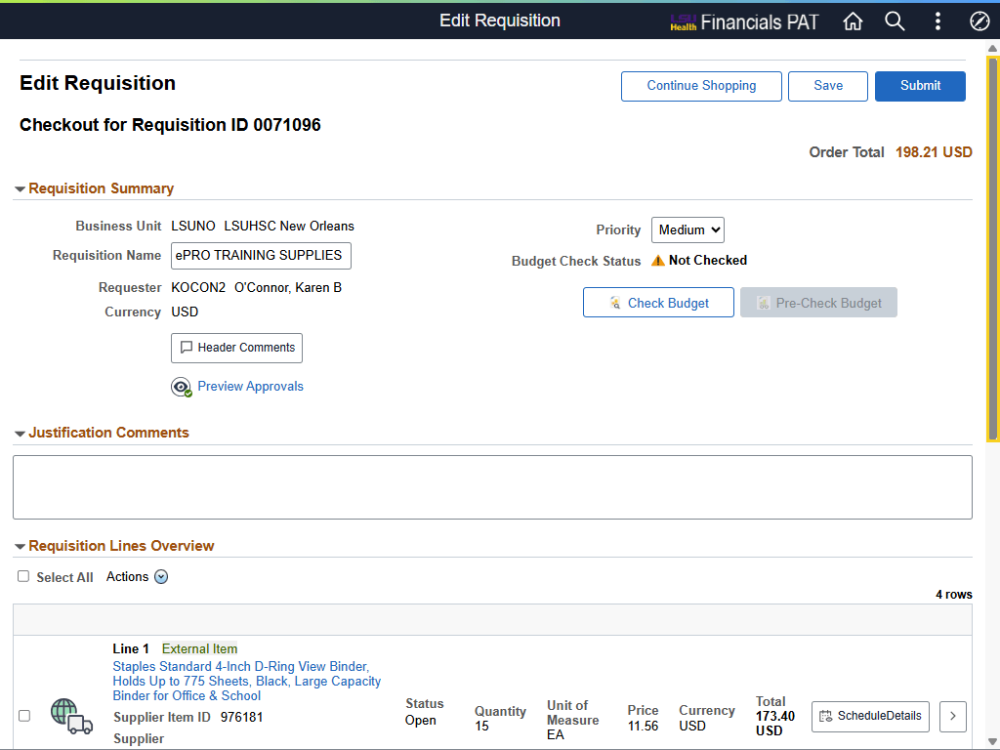 Edit Requisition
LSU Health Financials PAT
Edit Requisition
Continue Shopping Save Submit
Checkout for Requisition ID 0071096
Order Total 198.21 USD
Requisition Summary
Business Unit LSUNO LSUHSC New Orleans
Priority Medium
Requisition Name ePRO TRAINING SUPPLIES
Budget Check Status Not Checked
Requester KOCON2 O'Connor, Karen B
Check Budget Pre-Check Budget
Currency USD
Header Comments
Preview Approvals
Justification Comments
Requisition Lines Overview
Select All Actions
4 rows
Line 1 External Item
Staples Standard 4-Inch D-Ring View Binder,
Holds Up to 775 Sheets, Black, Large Capacity
Binder for Office & School
Supplier Item ID 976181
Supplier
Status
Open
Quantity
15
Unit of
Measure
EA
Price
11.56
Currency
USD
Total
173.40
USD
ScheduleDetails